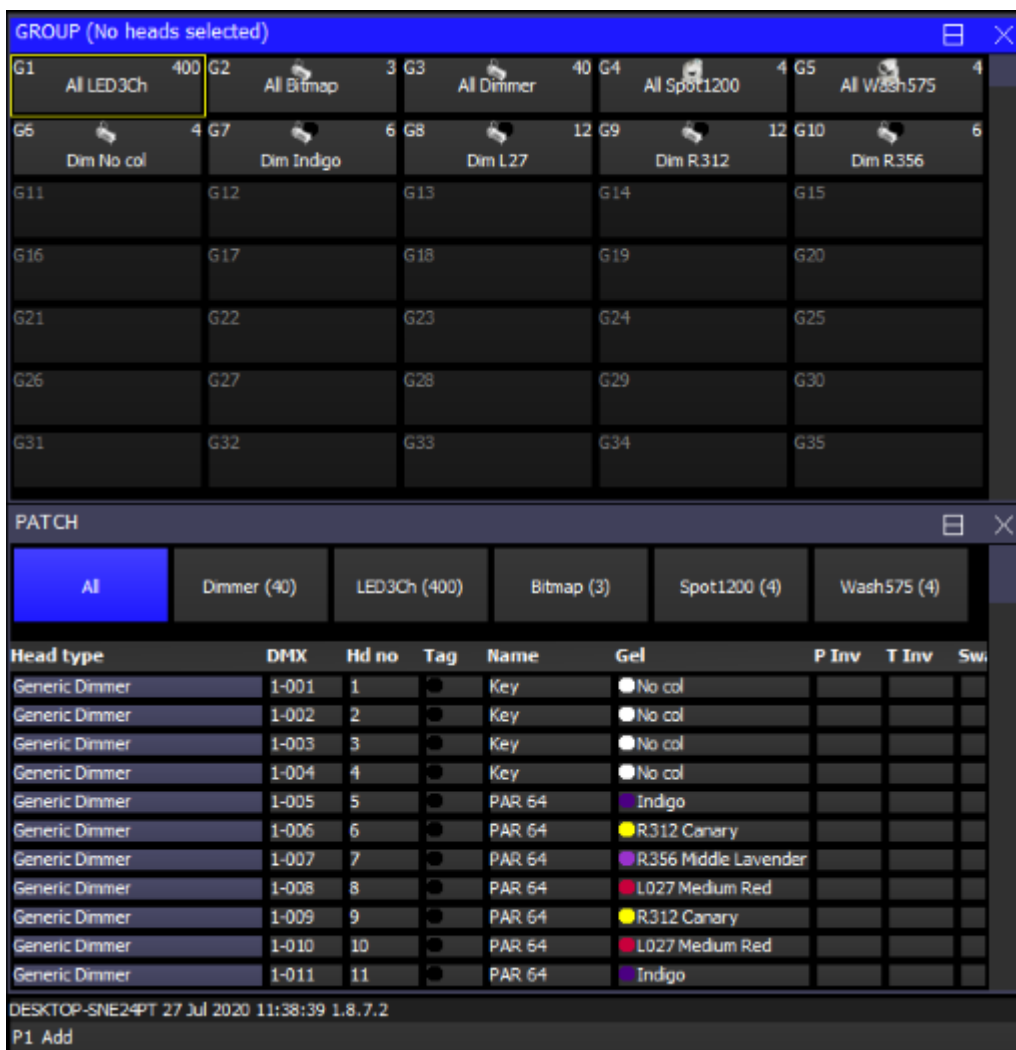 GROUP (No heads selected)
G1 400 G2 3 G3 40 G4 4 G5 4
All LED3Ch All Bitmap All Dimmer All Spot1200 All Wash575
G6 4 G7 6 G8 12 G9 12 G10 6
Dim No col Dim Indigo Dim L27 Dim R312 Dim R356
G11 G12 G13 G14 G15
G16 G17 G18 G19 G20
G21 G22 G23 G24 G25
G26 G27 G28 G29 G30
G31 G32 G33 G34 G35
PATCH
All Dimmer (40) LED3Ch (400) Bitmap (3) Spot1200 (4) Wash575 (4)
Head type DMX Hd no Tag Name Gel P Inv T Inv
Generic Dimmer 1-001 1 Key No col
Generic Dimmer 1-002 2 Key No col
Generic Dimmer 1-003 3 Key No col
Generic Dimmer 1-004 4 Key No col
Generic Dimmer 1-005 5 PAR 64 Indigo
Generic Dimmer 1-006 6 PAR 64 R312 Canary
Generic Dimmer 1-007 7 PAR 64 R356 Middle Lavender
Generic Dimmer 1-008 8 PAR 64 L027 Medium Red
Generic Dimmer 1-009 9 PAR 64 R312 Canary
Generic Dimmer 1-010 10 PAR 64 L027 Medium Red
Generic Dimmer 1-011 11 PAR 64 Indigo
DESKTOP-SNE24PT 27 Jul 2020 11:38:39 1.8.7.2
P1 Add